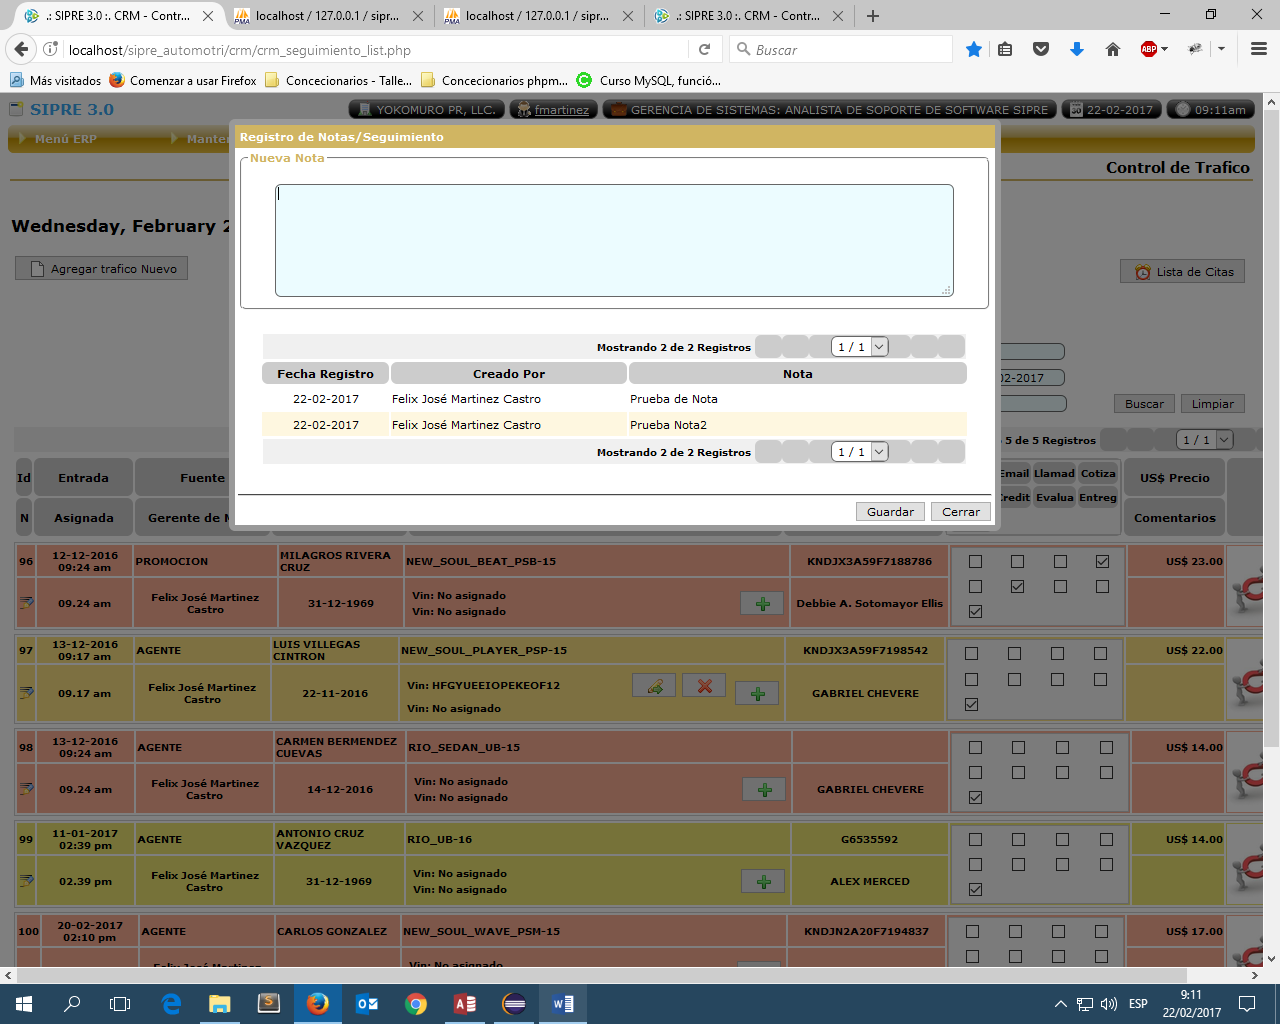 .: SIPRE 3.0 :. CRM - Contr... localhost / 127.0.0.1 / sipr... localhost / 127.0.0.1 / sipr... .: SIPRE 3.0 :. CRM - Contr...
localhost/sipre_automotri/crm/crm_seguimiento_list.php Buscar ABP
Más visitados Comenzar a usar Firefox Concecionarios - Talle... Concecionarios phpm... Curso MySQL, funció...
SIPRE 3.0 YOKOMURO PR, LLC. fmartinez GERENCIA DE SISTEMAS: ANALISTA DE SOPORTE DE SOFTWARE SIPRE 22-02-2017 09:11am
Menú ERP Manten
Control de Trafico
Wednesday, February 2
Agregar trafico Nuevo Lista de Citas
Registro de Notas/Seguimiento
Nueva Nota
Mostrando 2 de 2 Registros 1 / 1
Fecha Registro Creado Por Nota
22-02-2017 Felix José Martinez Castro Prueba de Nota
22-02-2017 Felix José Martinez Castro Prueba Nota2
Mostrando 2 de 2 Registros 1 / 1
Guardar Cerrar
-02-2017
Buscar Limpiar
5 de 5 Registros 1 / 1
Id Entrada Fuente Email Llamad Cotiza US$ Precio
Credit Evalua Entreg
N Asignada Gerente de N Comentarios
96 12-12-2016 09:24 am PROMOCION MILAGROS RIVERA CRUZ NEW_SOUL_BEAT_PSB-15 KNDJX3A59F7188786 US$ 23.00
09.24 am Felix José Martinez Castro 31-12-1969 Vin: No asignado Debbie A. Sotomayor Ellis
Vin: No asignado
97 13-12-2016 09:17 am AGENTE LUIS VILLEGAS CINTRON NEW_SOUL_PLAYER_PSP-15 KNDJX3A59F7198542 US$ 22.00
09.17 am Felix José Martinez Castro 22-11-2016 Vin: HFGYUEEIOPEKEOF12 GABRIEL CHEVERE
Vin: No asignado
98 13-12-2016 09:24 am AGENTE CARMEN BERMENDEZ CUEVAS RIO_SEDAN_UB-15 US$ 14.00
09.24 am Felix José Martinez Castro 14-12-2016 Vin: No asignado GABRIEL CHEVERE
Vin: No asignado
99 11-01-2017 02:39 pm AGENTE ANTONIO CRUZ VAZQUEZ RIO_UB-16 G6535592 US$ 14.00
02.39 pm Felix José Martinez Castro 31-12-1969 Vin: No asignado ALEX MERCED
Vin: No asignado
100 20-02-2017 02:10 pm AGENTE CARLOS GONZALEZ NEW_SOUL_WAVE_PSM-15 KNDJN2A20F7194837 US$ 17.00
Felix José Martinez Vin: No asignado
ESP 9:11
22/02/2017